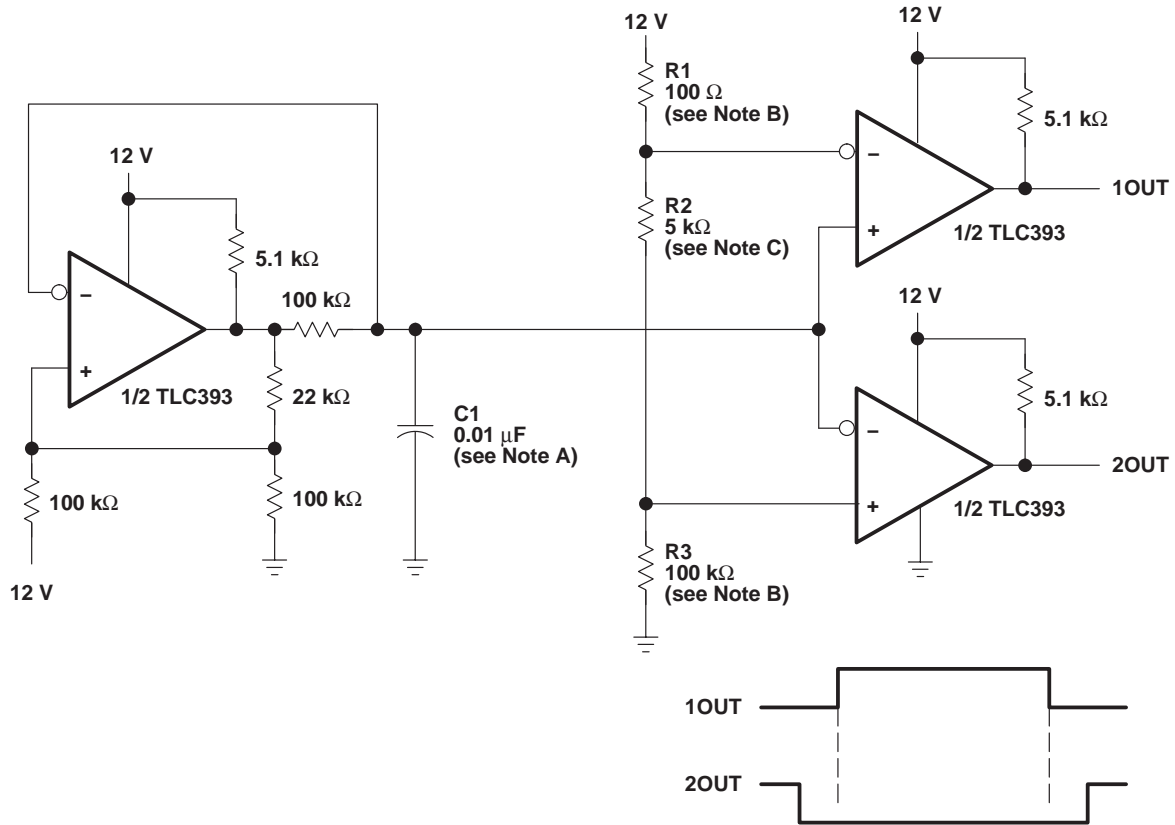 12 V
5.1 kΩ
−
+
1/2 TLC393
100 kΩ
22 kΩ
100 kΩ
100 kΩ
12 V
C1
0.01 μF
(see Note A)
12 V
R1
100 Ω
(see Note B)
R2
5 kΩ
(see Note C)
R3
100 kΩ
(see Note B)
12 V
5.1 kΩ
−
+
1/2 TLC393
1OUT
12 V
5.1 kΩ
−
+
1/2 TLC393
2OUT
1OUT
2OUT